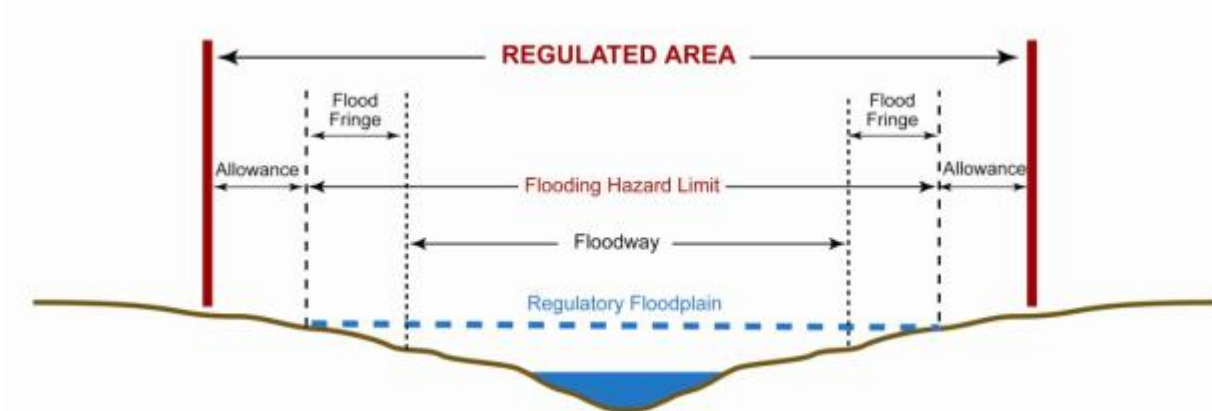 REGULATED AREA
Flood
Fringe
Flood
Fringe
Allowance
Allowance
Flooding Hazard Limit
Floodway
Regulatory Floodplain